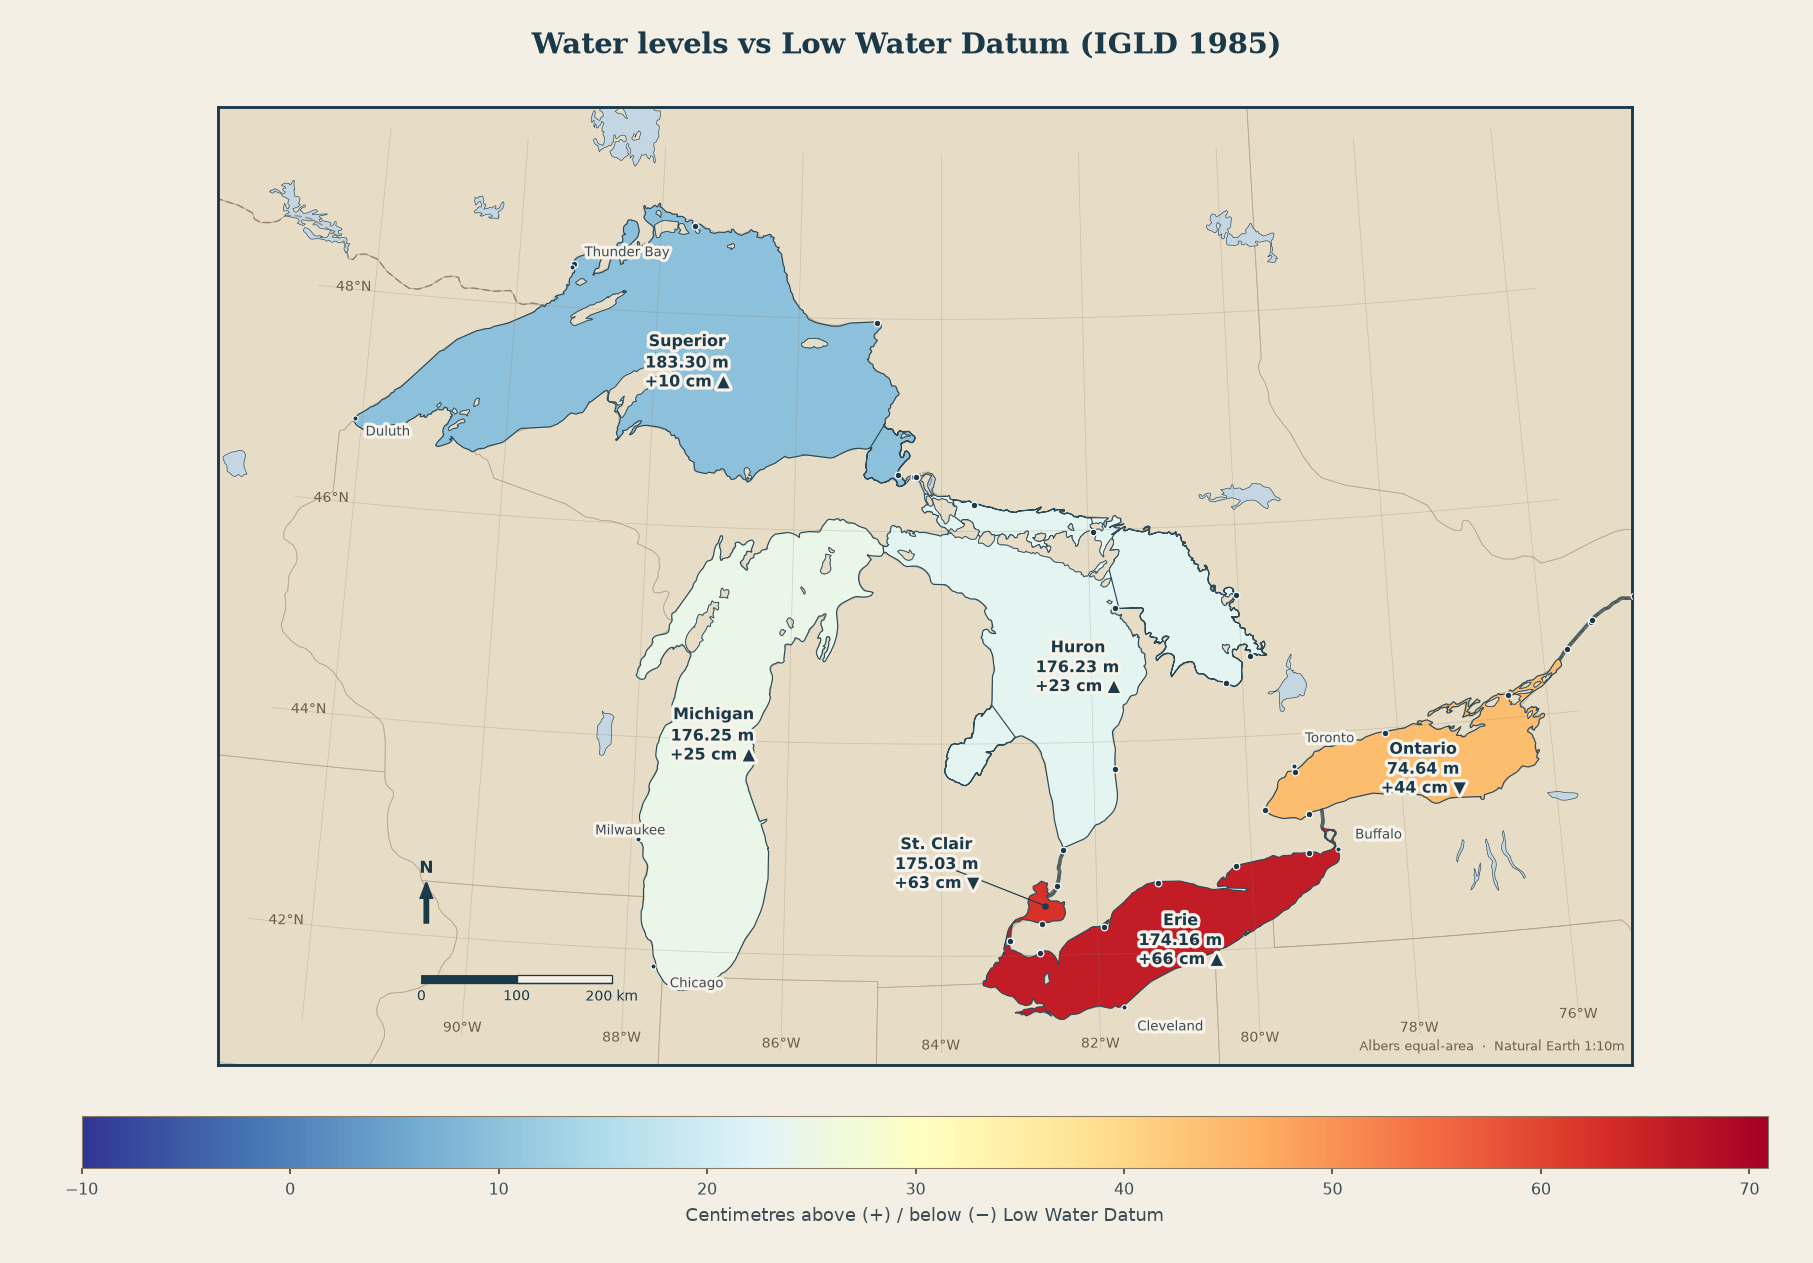 Water levels vs Low Water Datum (IGLD 1985)
Thunder Bay
48°N
Superior
183.30 m
+10 cm ▲
Duluth
46°N
Huron
176.23 m
+23 cm ▲
44°N
Michigan
176.25 m
+25 cm ▲
Toronto
Ontario
74.64 m
+44 cm ▼
Milwaukee
Buffalo
St. Clair
175.03 m
+63 cm ▼
N
42°N
Erie
174.16 m
+66 cm ▲
Chicago
0 100 200 km
Cleveland
90°W 88°W 86°W 84°W 82°W 80°W 78°W 76°W
Albers equal-area · Natural Earth 1:10m
−10 0 10 20 30 40 50 60 70
Centimetres above (+) / below (−) Low Water Datum